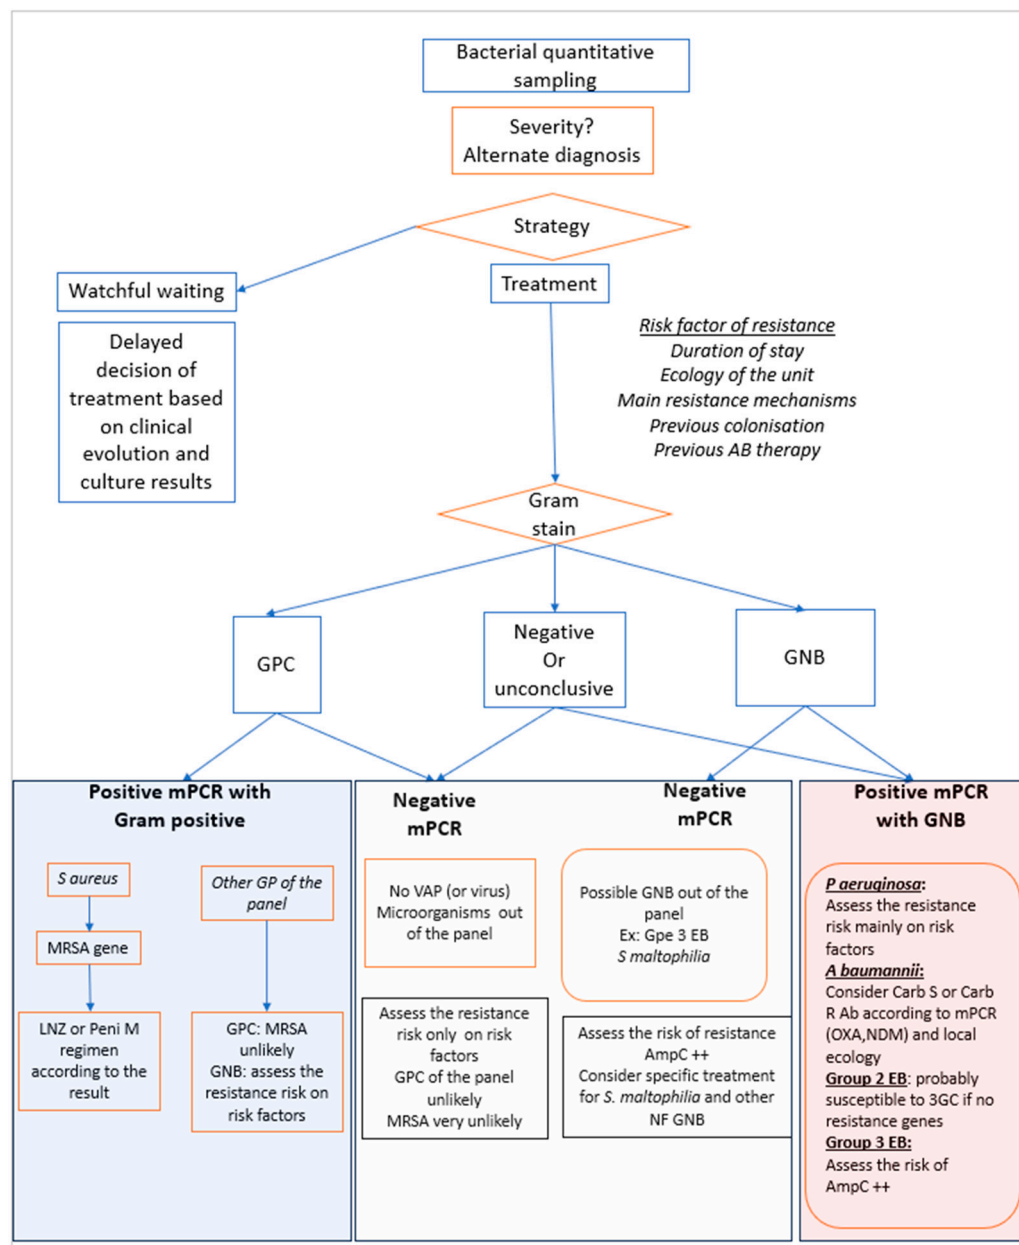 Bacterial quantitative
sampling
Severity?
Alternate diagnosis
Strategy
Watchful waiting
Treatment
Delayed
decision of
treatment based
on clinical
evolution and
culture results
Risk factor of resistance
Duration of stay
Ecology of the unit
Main resistance mechanisms
Previous colonisation
Previous AB therapy
Gram
stain
GPC
Negative
Or
unconclusive
GNB
Positive mPCR with
Gram positive
S aureus
MRSA gene
LNZ or Peni M
regimen
according to the
result
Other GP of the
panel
GPC: MRSA
unlikely
GNB: assess the
resistance risk on
risk factors
Negative
mPCR
No VAP (or virus)
Microorganisms out
of the panel
Assess the resistance
risk only on risk
factors
GPC of the panel
unlikely
MRSA very unlikely
Negative
mPCR
Possible GNB out of the
panel
Ex: Gpe 3 EB
S maltophilia
Assess the risk of resistance
AmpC ++
Consider specific treatment
for S. maltophilia and other
NF GNB
Positive mPCR
with GNB
P aeruginosa:
Assess the resistance
risk mainly on risk
factors
A baumannii:
Consider Carb S or Carb
R Ab according to mPCR
(OXA,NDM) and local
ecology
Group 2 EB: probably
susceptible to 3GC if no
resistance genes
Group 3 EB:
Assess the risk of
AmpC ++